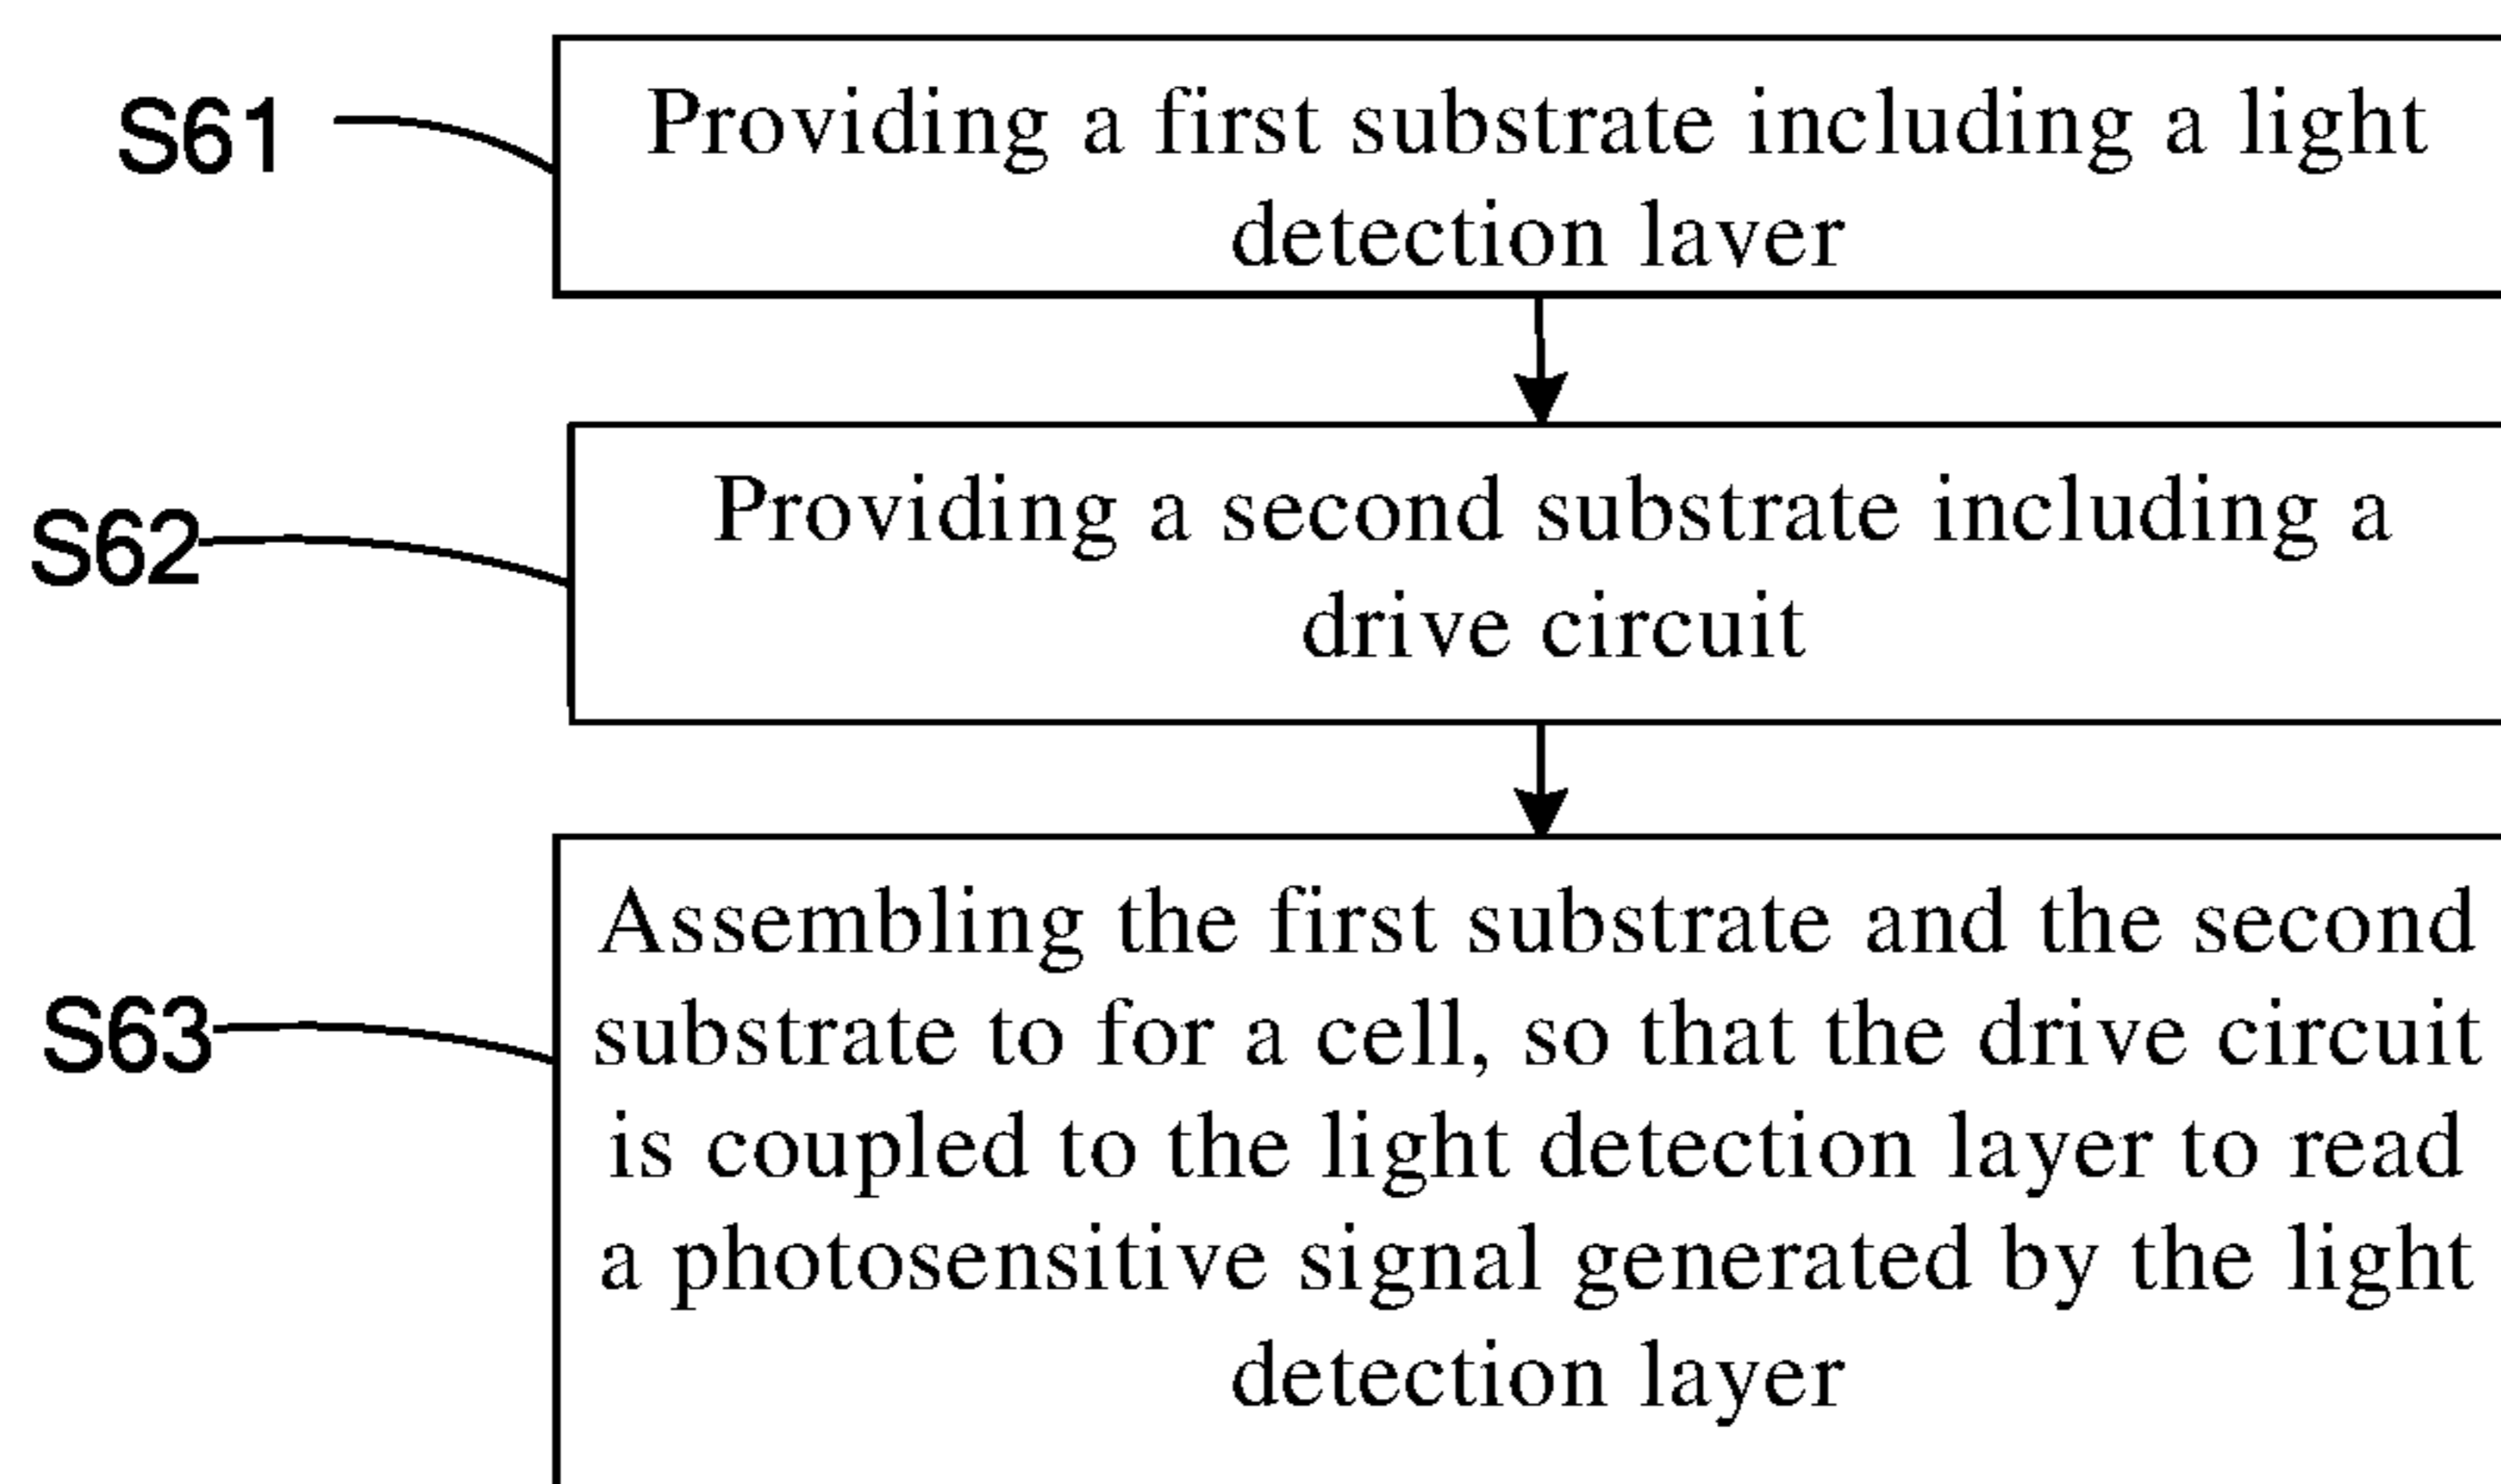 S61
Providing a first substrate including a light
detection layer
S62
Providing a second substrate including a
drive circuit
S63
Assembling the first substrate and the second
substrate to for a cell, so that the drive circuit
is coupled to the light detection layer to read
a photosensitive signal generated by the light
detection layer